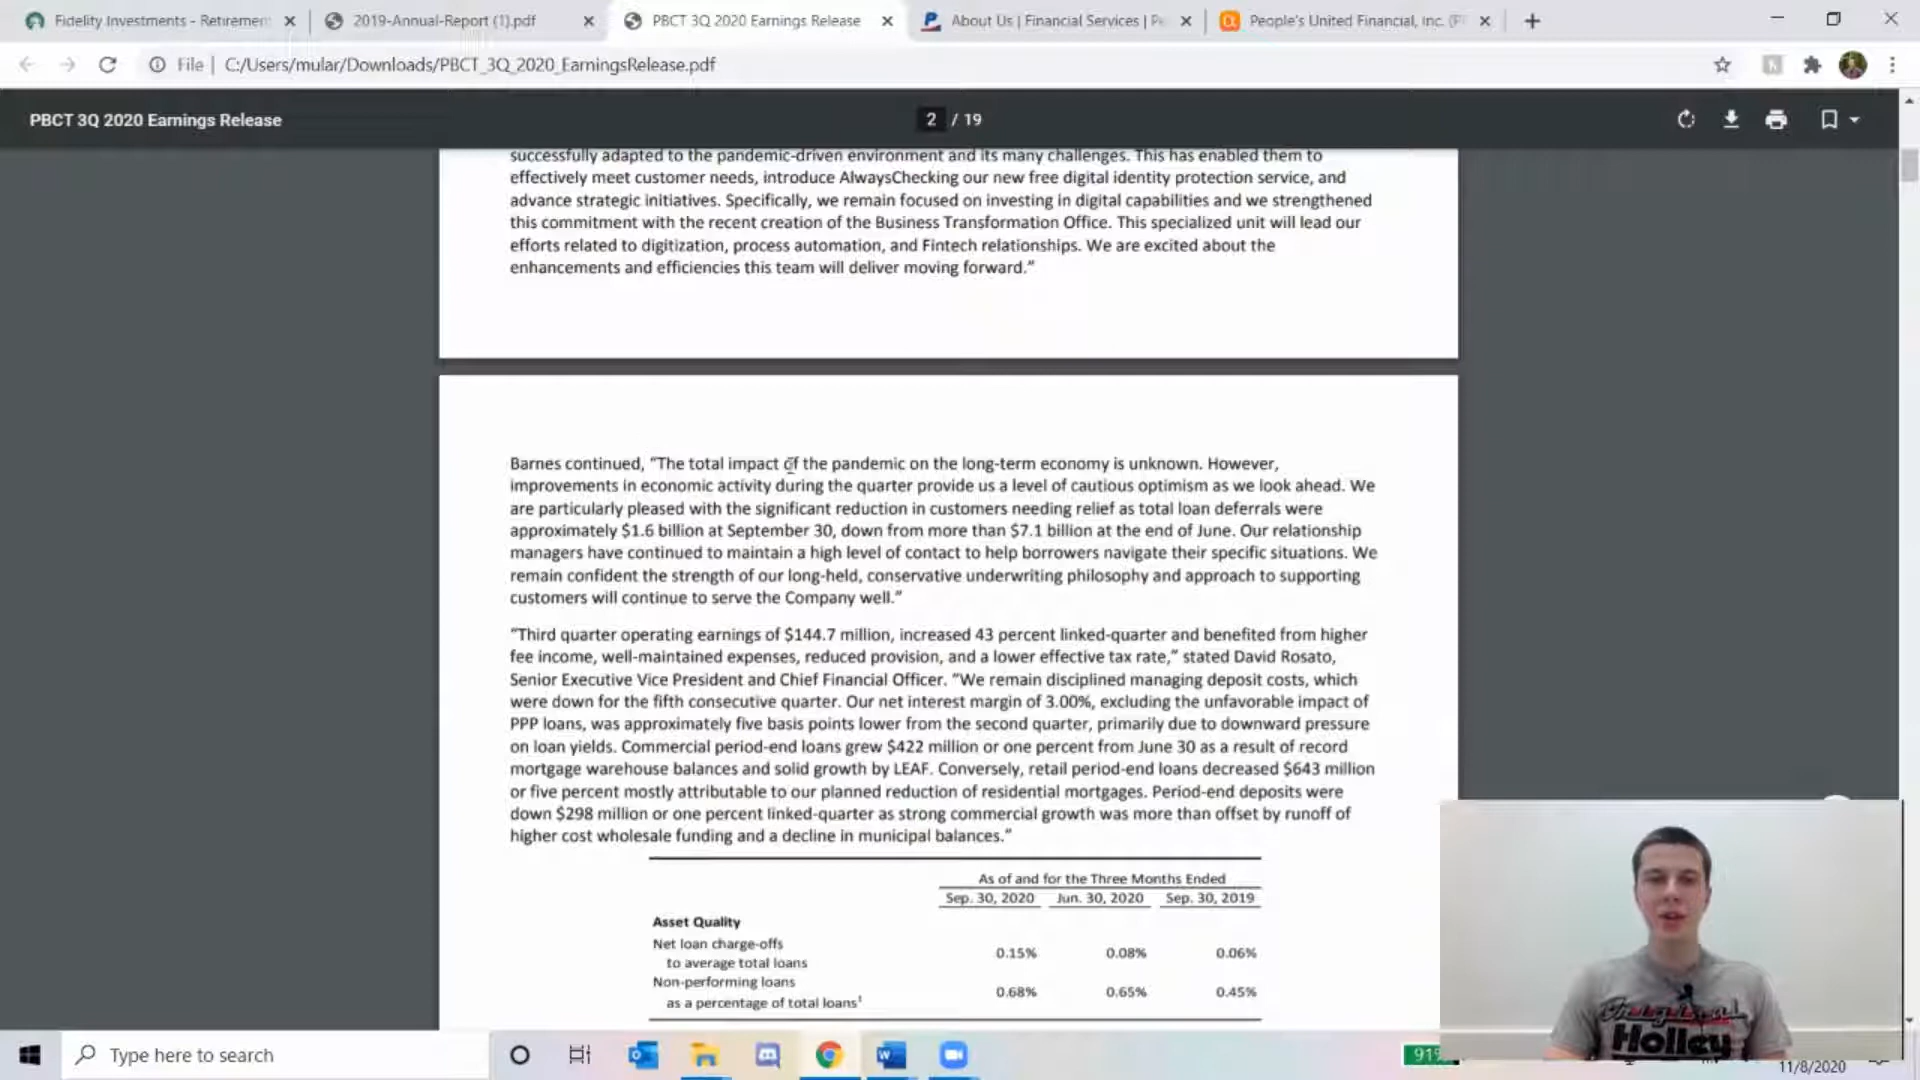 Fidelity Investments - Retiremen
2019-Annual-Report (1).pdf
PBCT 3Q 2020 Earnings Release
About Us | Financial Services | Pe
People's United Financial, Inc. (P
File | C:/Users/mular/Downloads/PBCT_3Q_2020_EarningsRelease.pdf
PBCT 3Q 2020 Earnings Release
2 / 19
successfully adapted to the pandemic-driven environment and its many challenges. This has enabled them to
effectively meet customer needs, introduce AlwaysChecking our new free digital identity protection service, and
advance strategic initiatives. Specifically, we remain focused on investing in digital capabilities and we strengthened
this commitment with the recent creation of the Business Transformation Office. This specialized unit will lead our
efforts related to digitization, process automation, and Fintech relationships. We are excited about the
enhancements and efficiencies this team will deliver moving forward.”
Barnes continued, “The total impact of the pandemic on the long-term economy is unknown. However,
improvements in economic activity during the quarter provide us a level of cautious optimism as we look ahead. We
are particularly pleased with the significant reduction in customers needing relief as total loan deferrals were
approximately $1.6 billion at September 30, down from more than $7.1 billion at the end of June. Our relationship
managers have continued to maintain a high level of contact to help borrowers navigate their specific situations. We
remain confident the strength of our long-held, conservative underwriting philosophy and approach to supporting
customers will continue to serve the Company well.”
“Third quarter operating earnings of $144.7 million, increased 43 percent linked-quarter and benefited from higher
fee income, well-maintained expenses, reduced provision, and a lower effective tax rate,” stated David Rosato,
Senior Executive Vice President and Chief Financial Officer. “We remain disciplined managing deposit costs, which
were down for the fifth consecutive quarter. Our net interest margin of 3.00%, excluding the unfavorable impact of
PPP loans, was approximately five basis points lower from the second quarter, primarily due to downward pressure
on loan yields. Commercial period-end loans grew $422 million or one percent from June 30 as a result of record
mortgage warehouse balances and solid growth by LEAF. Conversely, retail period-end loans decreased $643 million
or five percent mostly attributable to our planned reduction of residential mortgages. Period-end deposits were
down $298 million or one percent linked-quarter as strong commercial growth was more than offset by runoff of
higher cost wholesale funding and a decline in municipal balances.”
As of and for the Three Months Ended
Sep. 30, 2020 Jun. 30, 2020 Sep. 30, 2019
Asset Quality
Net loan charge-offs
to average total loans 0.15% 0.08% 0.06%
Non-performing loans
as a percentage of total loans¹ 0.68% 0.65% 0.45%
Original
Holley
Type here to search
91%
11/8/2020